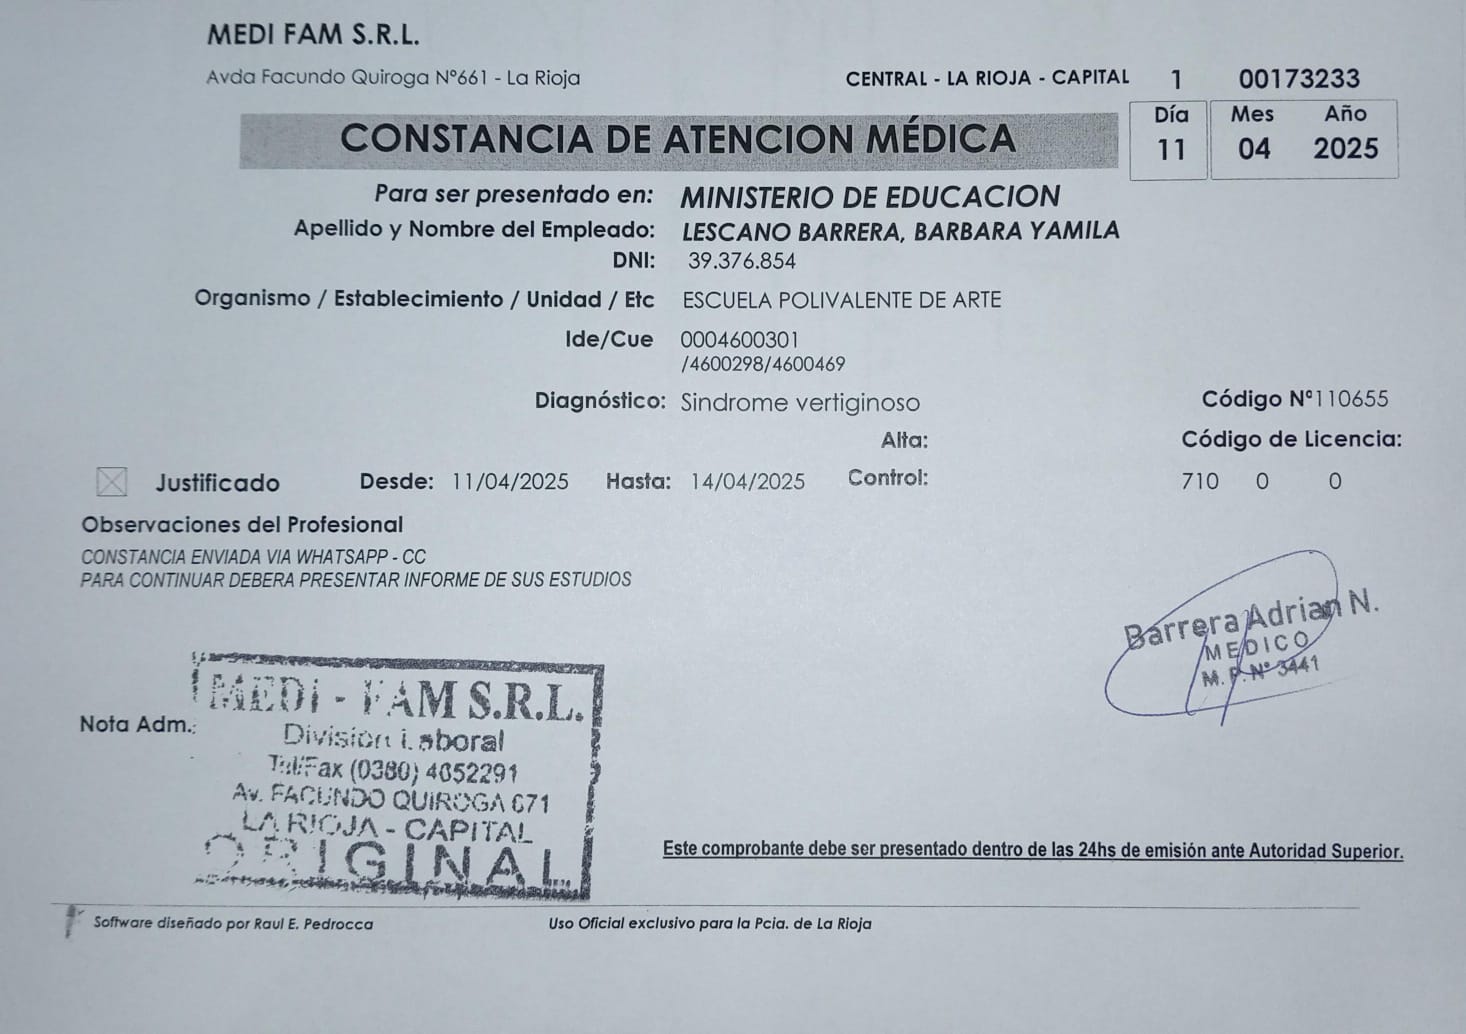 MEDI FAM S.R.L.
Avda Facundo Quiroga Nº661 - La Rioja
CENTRAL - LA RIOJA - CAPITAL 1 00173233
CONSTANCIA DE ATENCION MÉDICA
Día Mes Año
11 04 2025
Para ser presentado en: MINISTERIO DE EDUCACION
Apellido y Nombre del Empleado: LESCANO BARRERA, BARBARA YAMILA
DNI: 39.376.854
Organismo / Establecimiento / Unidad / Etc ESCUELA POLIVALENTE DE ARTE
Ide/Cue 0004600301
/4600298/4600469
Diagnóstico: Sindrome vertiginoso Código Nº110655
Alta: Código de Licencia:
Justificado Desde: 11/04/2025 Hasta: 14/04/2025 Control: 710 0 0
Observaciones del Profesional
CONSTANCIA ENVIADA VIA WHATSAPP - CC
PARA CONTINUAR DEBERA PRESENTAR INFORME DE SUS ESTUDIOS
Barrera Adrian N.
MEDICO
M.P. Nº 3441
MEDI - FAM S.R.L.
Nota Adm.:
División Laboral
Tel/Fax (0380) 4652291
Av. FACUNDO QUIROGA 671
LA RIOJA - CAPITAL
ORIGINAL
Este comprobante debe ser presentado dentro de las 24hs de emisión ante Autoridad Superior.
Software diseñado por Raul E. Pedrocca
Uso Oficial exclusivo para la Pcia. de La Rioja